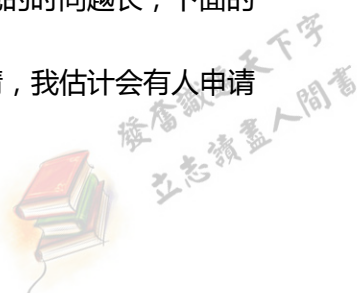 的时间越长,下面的
,我估计会有人申请
發奮識遍天下字
立志讀盡人間書